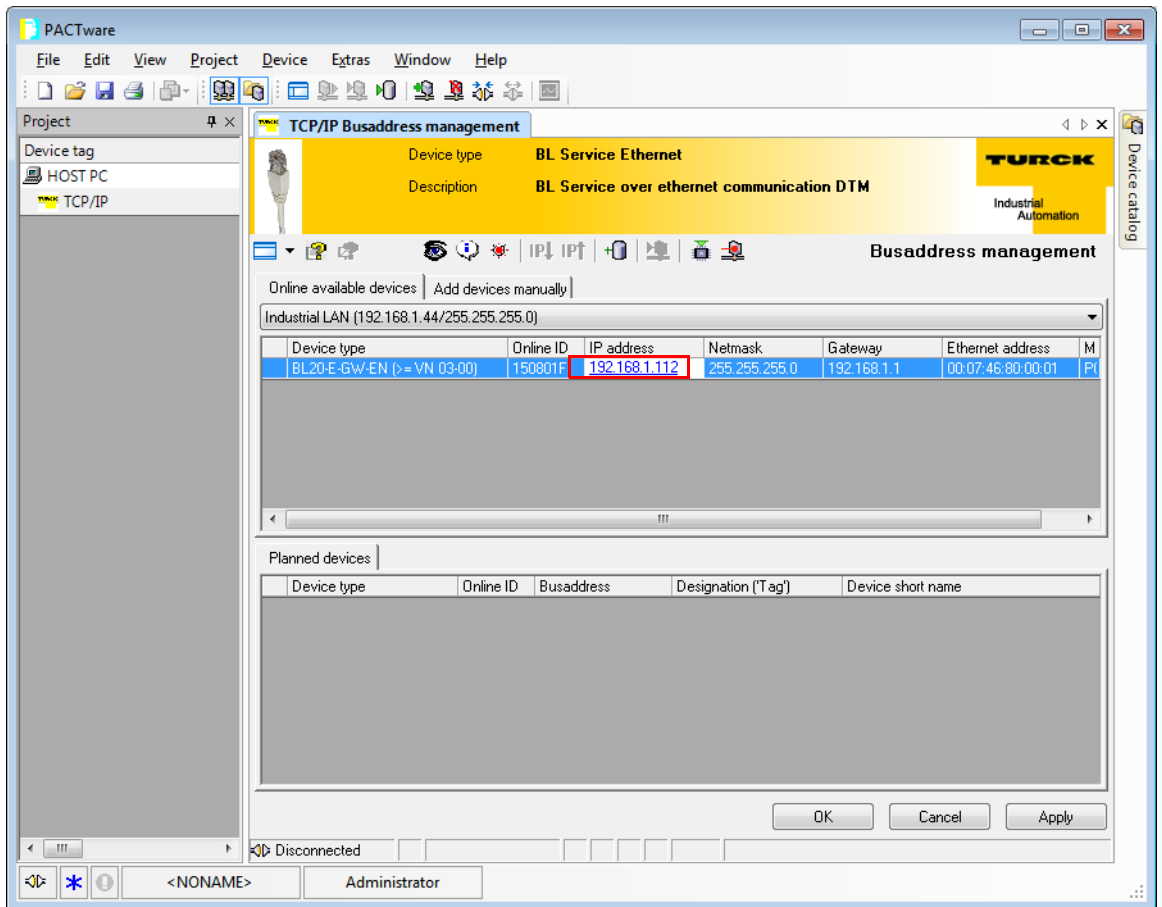 PACTware
File Edit View Project Device Extras Window Help
Project
Device tag
HOST PC
TURCK TCP/IP
TURCK TCP/IP Busaddress management
Device type BL Service Ethernet
Description BL Service over ethernet communication DTM
TURCK
Industrial
Automation
Device catalog
IP IP Busaddress management
Online available devices Add devices manually
Industrial LAN (192.168.1.44/255.255.255.0)
Device type Online ID IP address Netmask Gateway Ethernet address M
BL20-E-GW-EN (>= VN 03-00) 150801F 192.168.1.112 255.255.255.0 192.168.1.1 00:07:46:80:00:01
Planned devices
Device type Online ID Busaddress Designation ('Tag') Device short name
OK Cancel Apply
Disconnected
<NONAME> Administrator